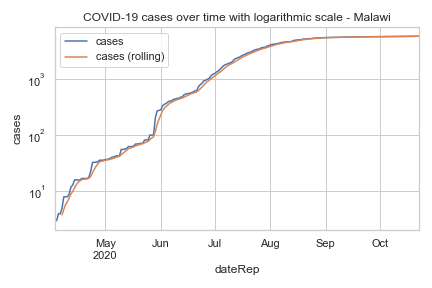 COVID-19 cases over time with logarithmic scale - Malawi
cases
cases (rolling)
10³
10²
10¹
cases
May
2020
Jun
Jul
Aug
Sep
Oct
dateRep